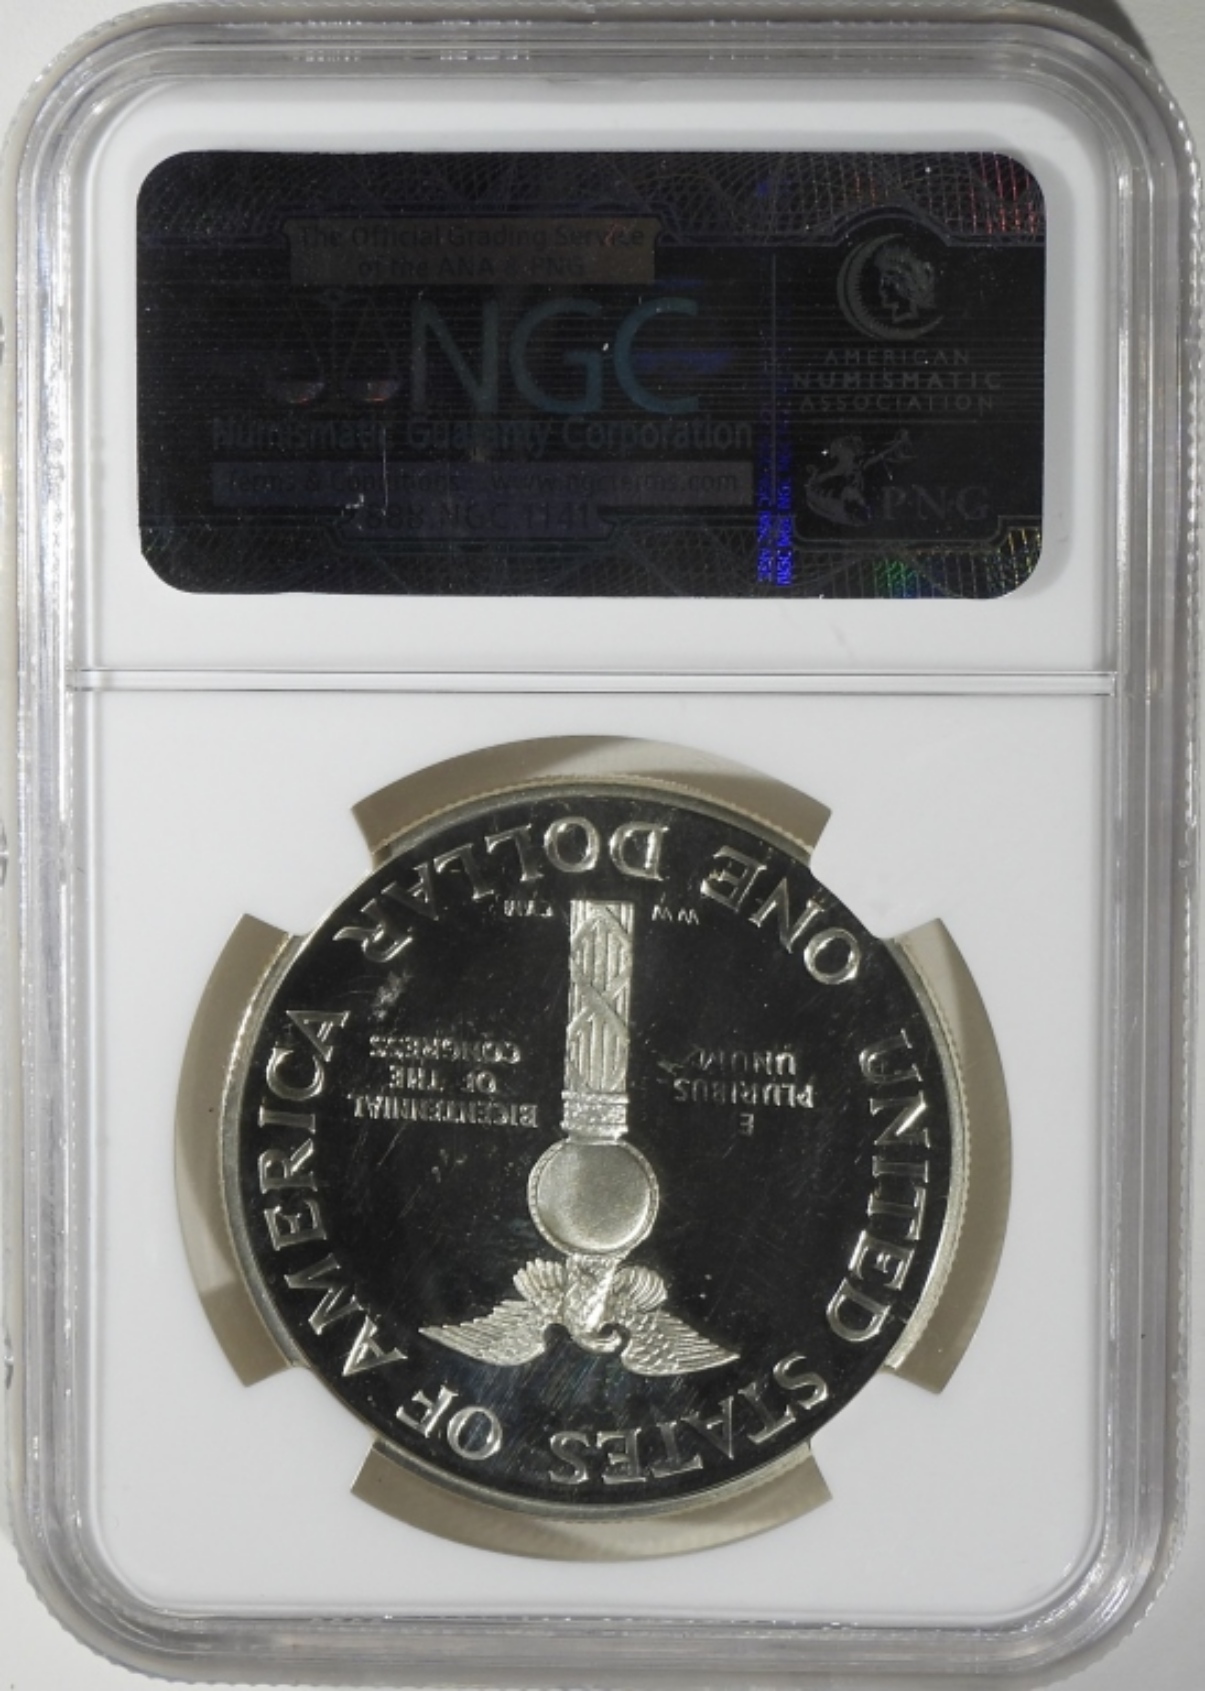 The Official Grading Service
of the ANA & PNG
NGC
Numismatic Guaranty Corporation
Terms & Conditions: www.ngcterms.com
888.NGC.1141
AMERICAN
NUMISMATIC
ASSOCIATION
PNG
UNITED STATES OF AMERICA
E
PLURIBUS
UNUM
BICENTENNIAL
OF THE
CONGRESS
WW
ONE DOLLAR